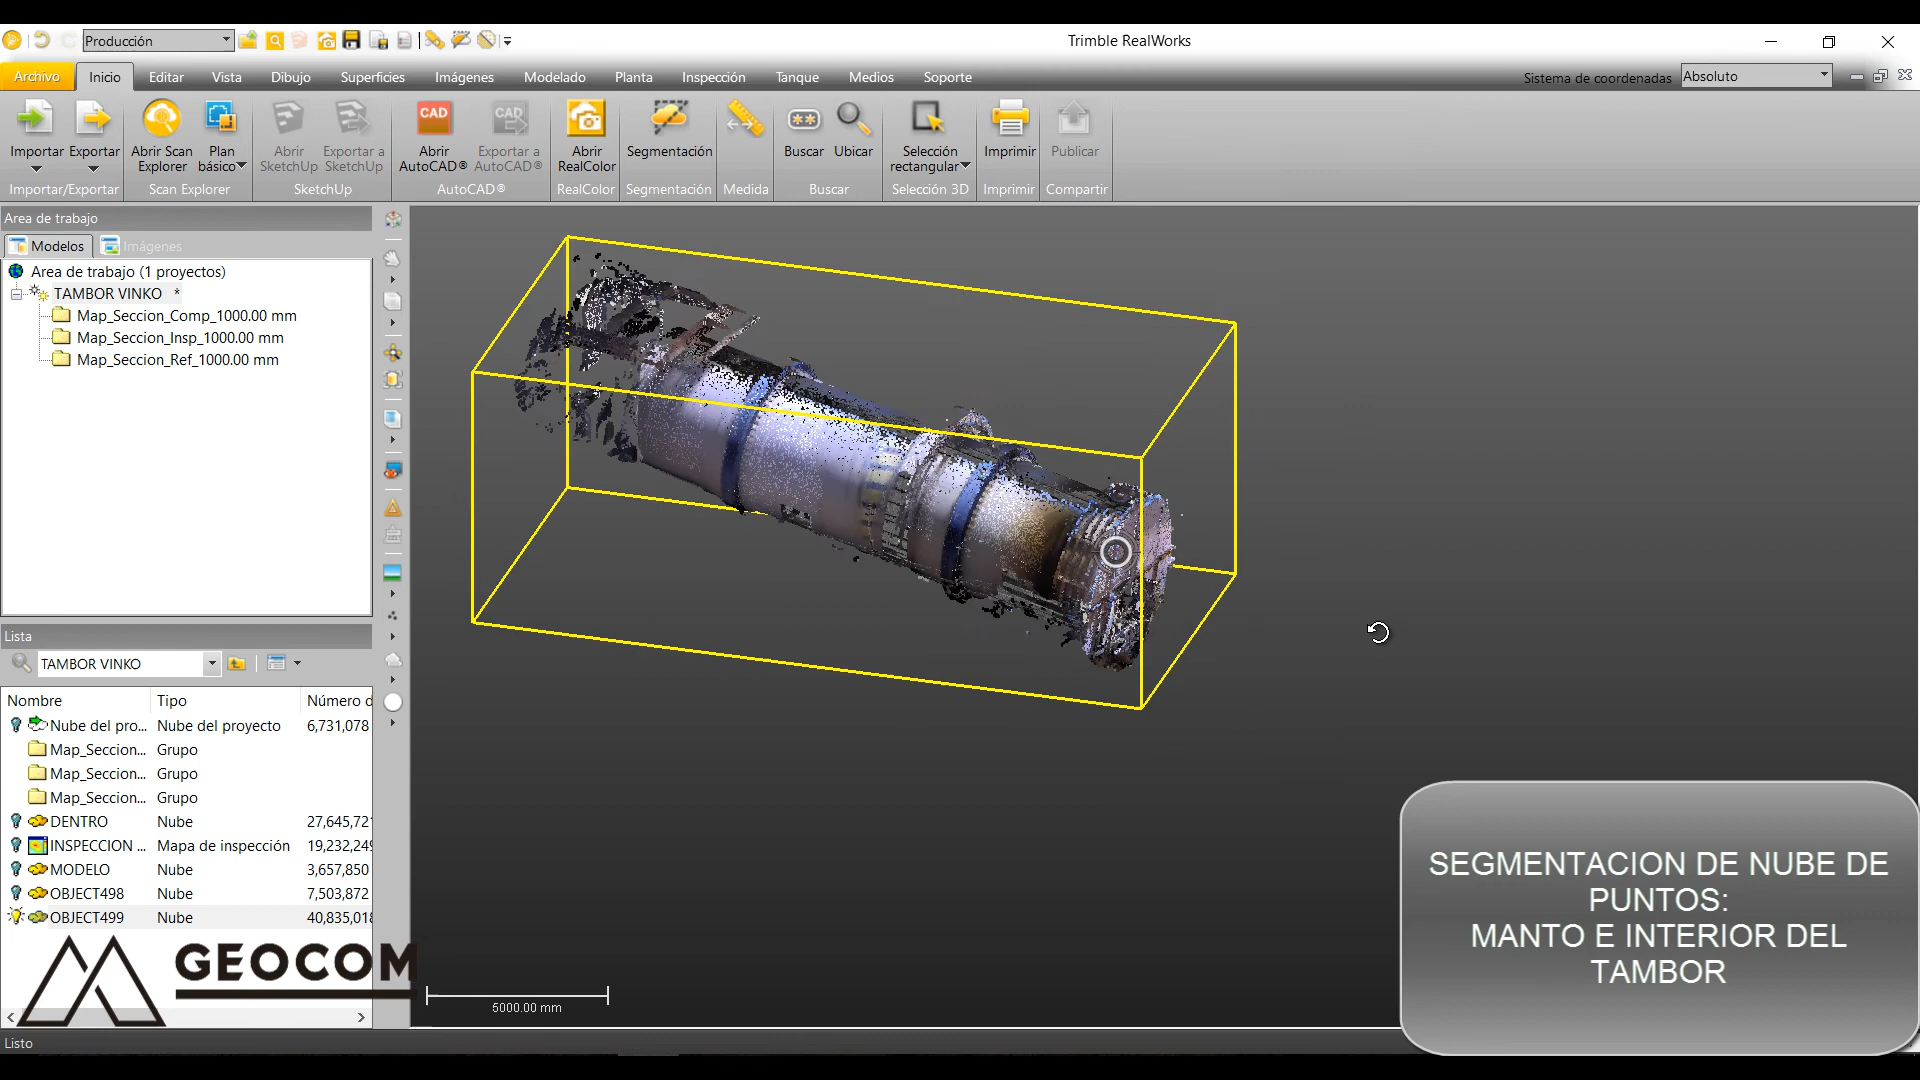 Producción
Trimble RealWorks
Archivo
Inicio
Editar
Vista
Dibujo
Superficies
Imágenes
Modelado
Planta
Inspección
Tanque
Medios
Soporte
Sistema de coordenadas
Absoluto
Importar
Exportar
Importar/Exportar
Abrir Scan
Explorer
Plan
básico
Scan Explorer
Abrir
SketchUp
Exportar a
SketchUp
SketchUp
CAD
Abrir
AutoCAD®
CAD
Exportar a
AutoCAD®
AutoCAD®
Abrir
RealColor
RealColor
Segmentación
Segmentación
Medida
Buscar
Ubicar
Buscar
Selección
rectangular
Selección 3D
Imprimir
Imprimir
Publicar
Compartir
Area de trabajo
Modelos
Imágenes
Area de trabajo (1 proyectos)
TAMBOR VINKO *
Map_Seccion_Comp_1000.00 mm
Map_Seccion_Insp_1000.00 mm
Map_Seccion_Ref_1000.00 mm
Lista
TAMBOR VINKO
Nombre Tipo Número d
Nube del pro... Nube del proyecto 6,731,078
Map_Seccion... Grupo
Map_Seccion... Grupo
Map_Seccion... Grupo
DENTRO Nube 27,645,721
INSPECCION ... Mapa de inspección 19,232,249
MODELO Nube 3,657,850
OBJECT498 Nube 7,503,872
OBJECT499 Nube 40,835,018
GEOCOM
5000.00 mm
Listo
SEGMENTACION DE NUBE DE
PUNTOS:
MANTO E INTERIOR DEL
TAMBOR